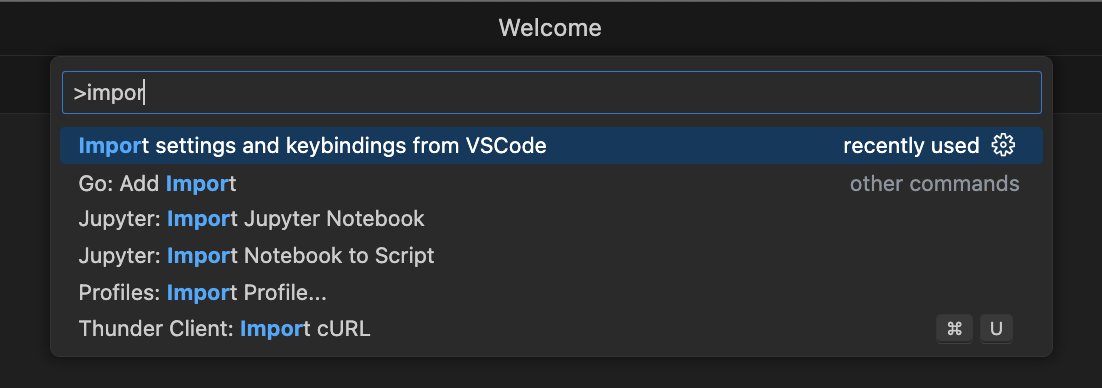 Welcome
>impor
Import settings and keybindings from VSCode recently used
Go: Add Import other commands
Jupyter: Import Jupyter Notebook
Jupyter: Import Notebook to Script
Profiles: Import Profile...
Thunder Client: Import cURL ⌘ U